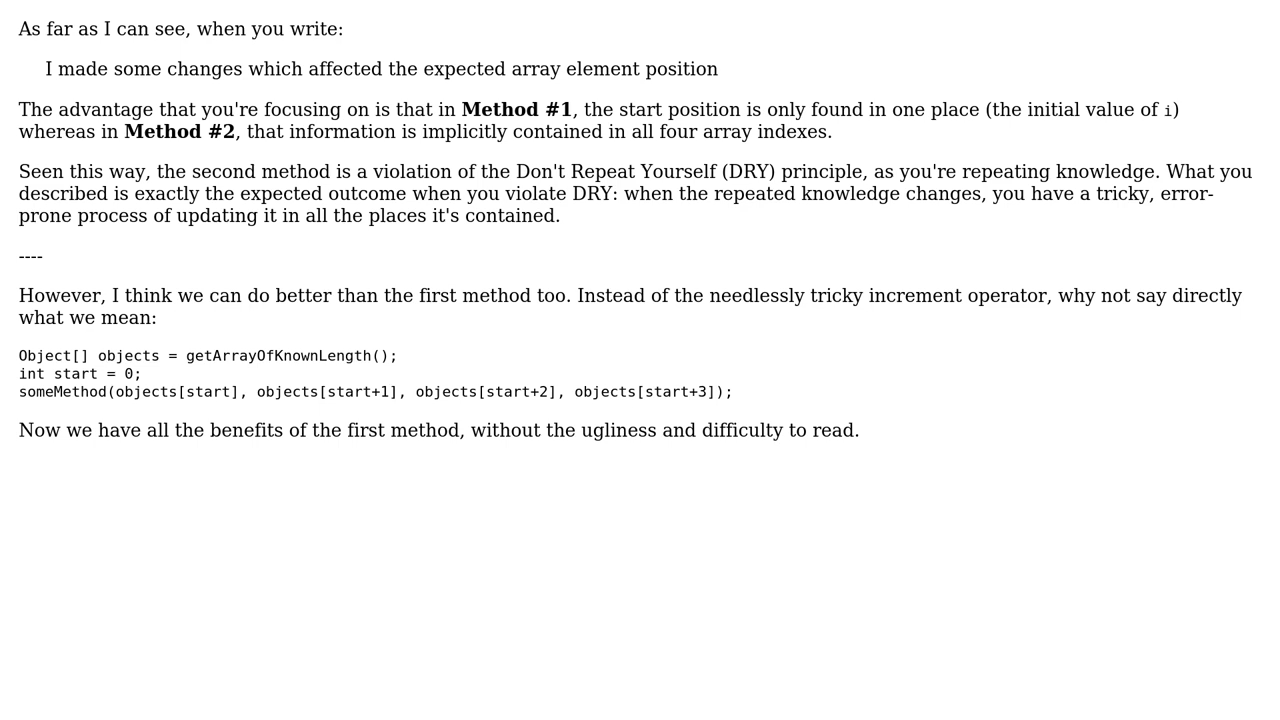 As far as I can see, when you write:
I made some changes which affected the expected array element position
The advantage that you're focusing on is that in Method #1, the start position is only found in one place (the initial value of i)
whereas in Method #2, that information is implicitly contained in all four array indexes.
Seen this way, the second method is a violation of the Don't Repeat Yourself (DRY) principle, as you're repeating knowledge. What you
described is exactly the expected outcome when you violate DRY: when the repeated knowledge changes, you have a tricky, error-
prone process of updating it in all the places it's contained.
----
However, I think we can do better than the first method too. Instead of the needlessly tricky increment operator, why not say directly
what we mean:
Object[] objects = getArrayOfKnownLength();
int start = 0;
someMethod(objects[start], objects[start+1], objects[start+2], objects[start+3]);
Now we have all the benefits of the first method, without the ugliness and difficulty to read.